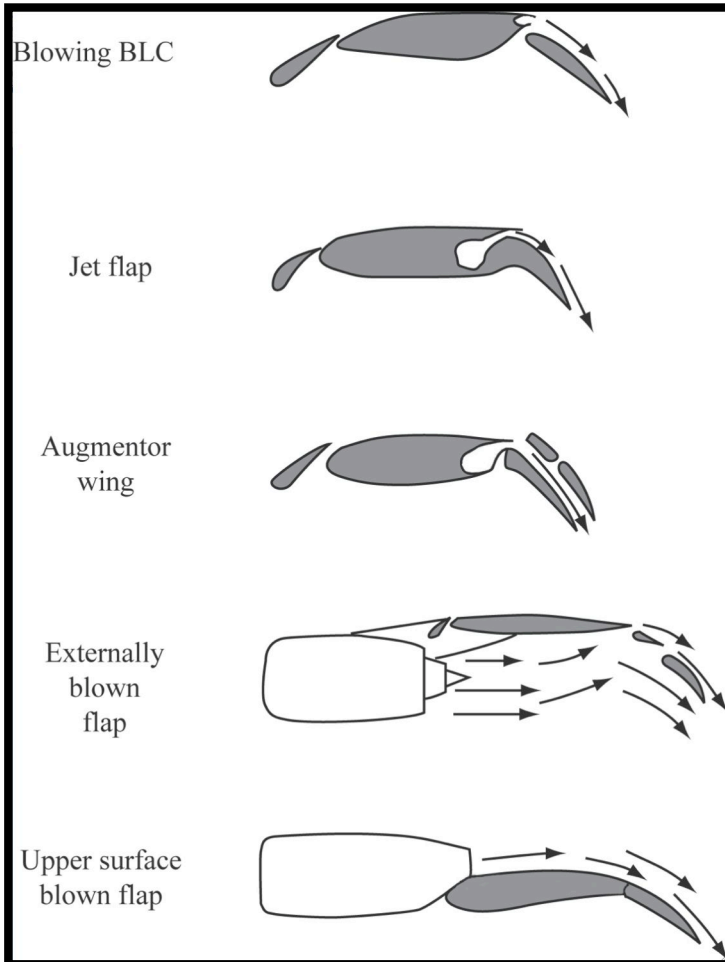 Blowing BLC
Jet flap
Augmentor
wing
Externally
blown
flap
Upper surface
blown flap